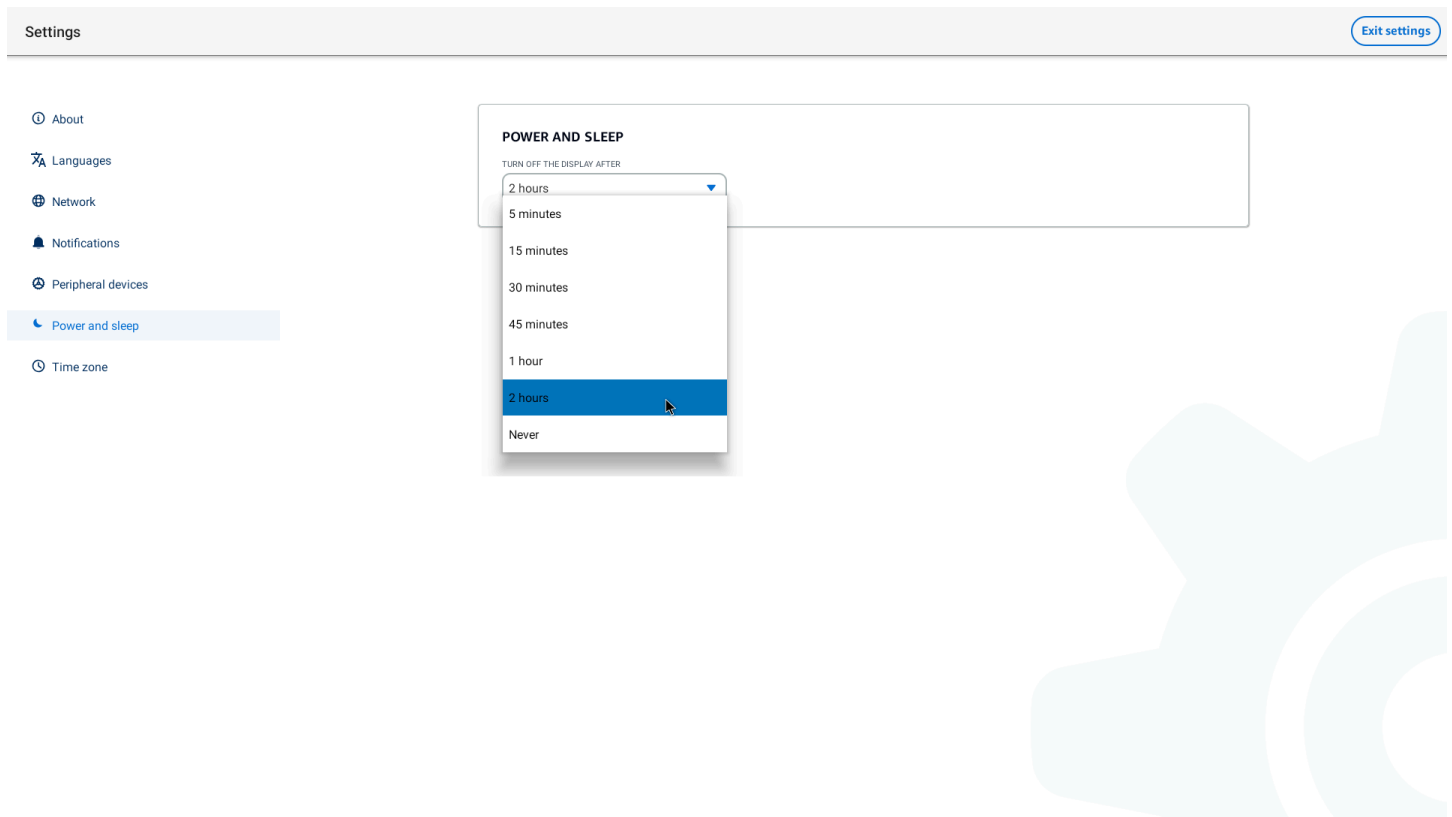 Settings
Exit settings
About
Languages
Network
Notifications
Peripheral devices
Power and sleep
Time zone
POWER AND SLEEP
TURN OFF THE DISPLAY AFTER
2 hours
5 minutes
15 minutes
30 minutes
45 minutes
1 hour
2 hours
Never